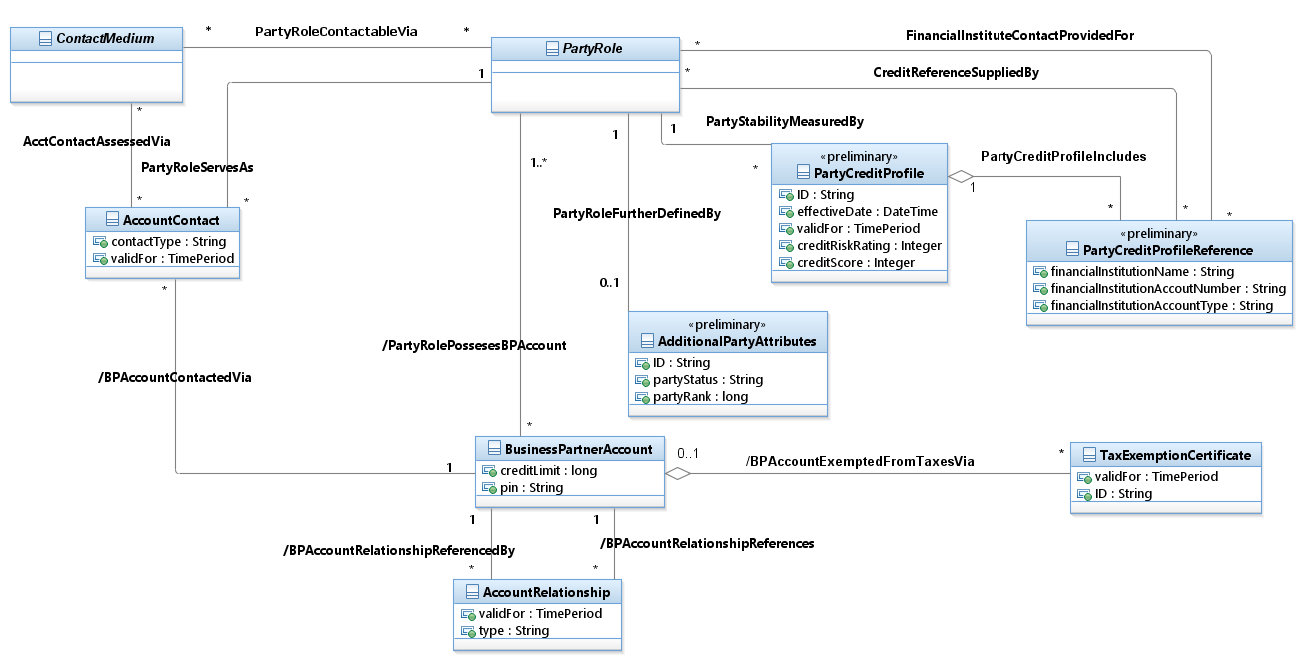 ContactMedium
*
PartyRoleContactableVia
*
PartyRole
*
FinancialInstituteContactProvidedFor
*
CreditReferenceSuppliedBy
1
*
AcctContactAssessedVia
PartyRoleServesAs
*
*
AccountContact
contactType : String
validFor : TimePeriod
*
1..*
1
1
PartyStabilityMeasuredBy
*
«preliminary»
PartyCreditProfile
ID : String
effectiveDate : DateTime
validFor : TimePeriod
creditRiskRating : Integer
creditScore : Integer
PartyCreditProfileIncludes
1
*
*
*
«preliminary»
PartyCreditProfileReference
financialInstitutionName : String
financialInstitutionAccoutNumber : String
financialInstitutionAccountType : String
PartyRoleFurtherDefinedBy
0..1
«preliminary»
AdditionalPartyAttributes
ID : String
partyStatus : String
partyRank : long
/PartyRolePossesesBPAccount
/BPAccountContactedVia
*
1
BusinessPartnerAccount
creditLimit : long
pin : String
0..1
/BPAccountExemptedFromTaxesVia
*
TaxExemptionCertificate
validFor : TimePeriod
ID : String
1
1
/BPAccountRelationshipReferencedBy
/BPAccountRelationshipReferences
*
*
AccountRelationship
validFor : TimePeriod
type : String